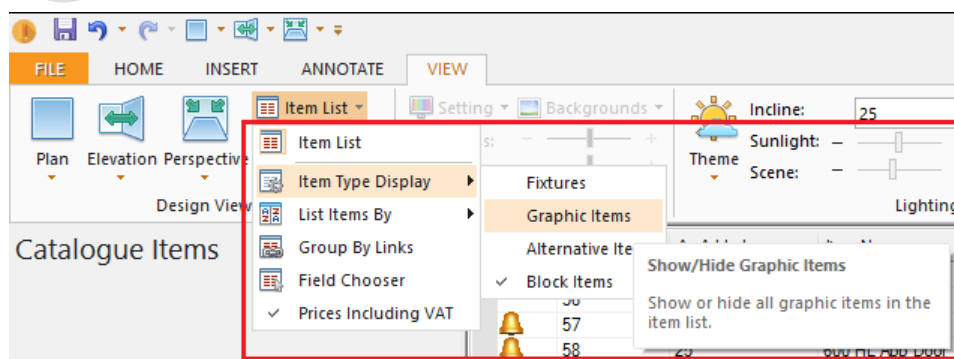 FILE HOME INSERT ANNOTATE VIEW
Item List
Setting Backgrounds
Incline: 25
Sunlight:
Scene:
Plan Elevation Perspective
Theme
Design View
Lighting
Item List
Item Type Display
List Items By
Group By Links
Field Chooser
Prices Including VAT
Fixtures
Graphic Items
Alternative Ite
Block Items
Show/Hide Graphic Items
Show or hide all graphic items in the
item list.
Catalogue Items
57
58